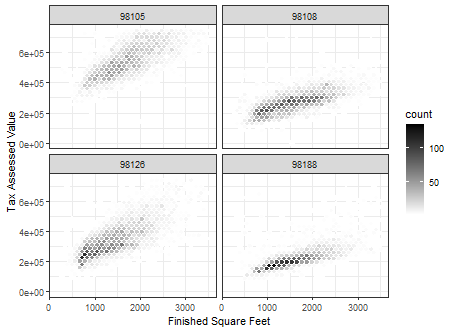 98105
98108
6e+05
4e+05
2e+05
0e+00
98126
98188
6e+05
4e+05
2e+05
0e+00
0 1000 2000 3000 0 1000 2000 3000
Finished Square Feet
Tax Assessed Value
count
100
50